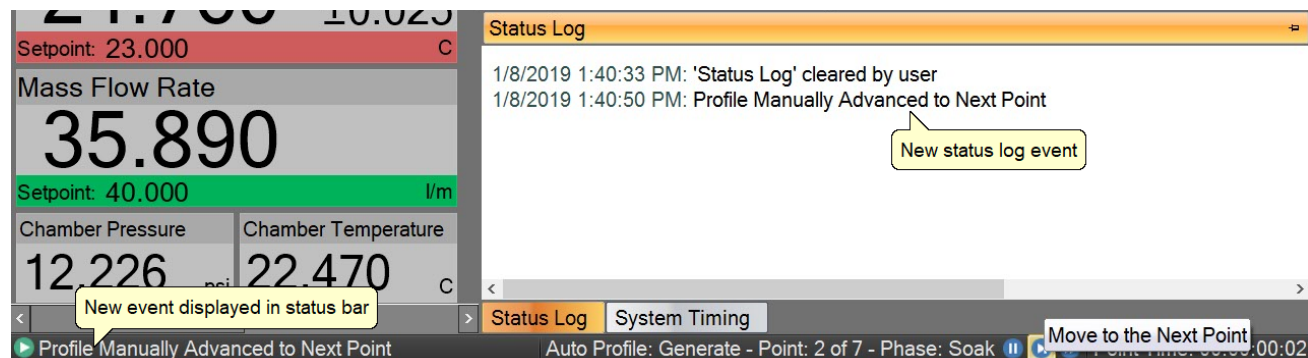 ±0.025
Setpoint: 23.000 C
Mass Flow Rate
35.890
Setpoint: 40.000 l/m
Chamber Pressure
12.226 psi
Chamber Temperature
22.470 C
New event displayed in status bar
Profile Manually Advanced to Next Point
Status Log
1/8/2019 1:40:33 PM: 'Status Log' cleared by user
1/8/2019 1:40:50 PM: Profile Manually Advanced to Next Point
New status log event
Status Log System Timing
Move to the Next Point
Auto Profile: Generate - Point: 2 of 7 - Phase: Soak :00:02